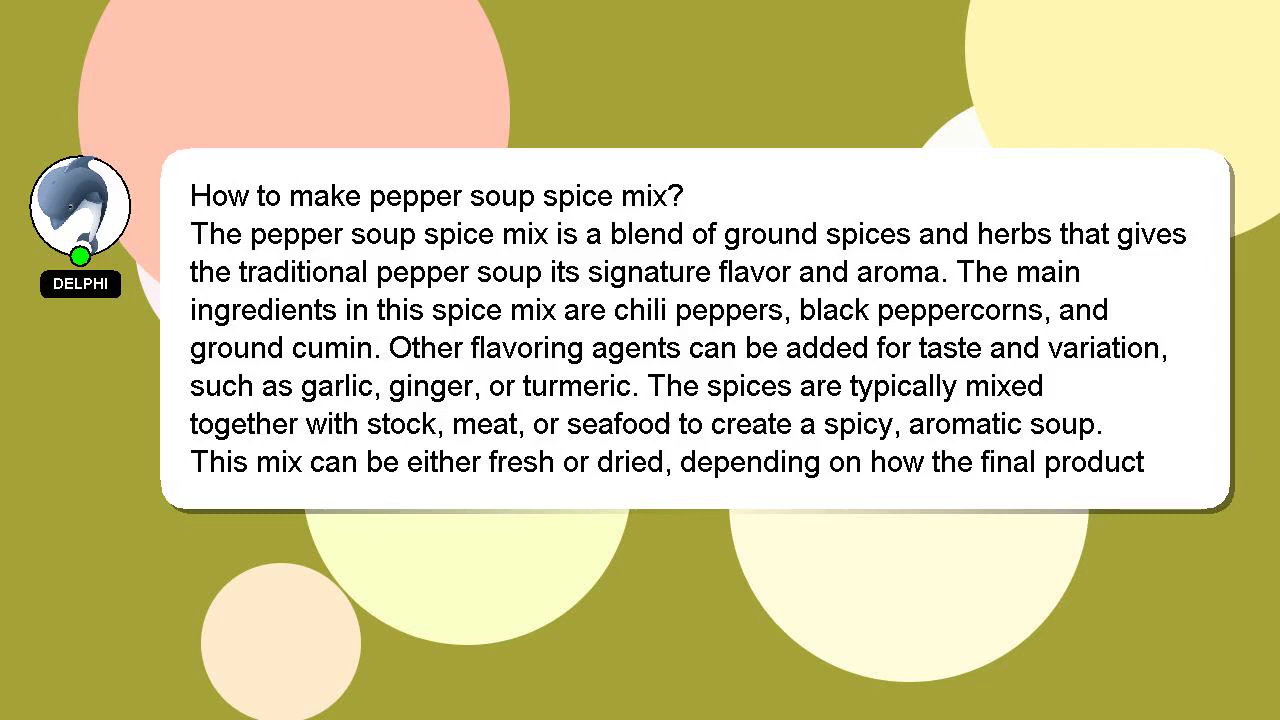 How to make pepper soup spice mix?
The pepper soup spice mix is a blend of ground spices and herbs that gives
the traditional pepper soup its signature flavor and aroma. The main
ingredients in this spice mix are chili peppers, black peppercorns, and
ground cumin. Other flavoring agents can be added for taste and variation,
such as garlic, ginger, or turmeric. The spices are typically mixed
together with stock, meat, or seafood to create a spicy, aromatic soup.
This mix can be either fresh or dried, depending on how the final product
DELPHI